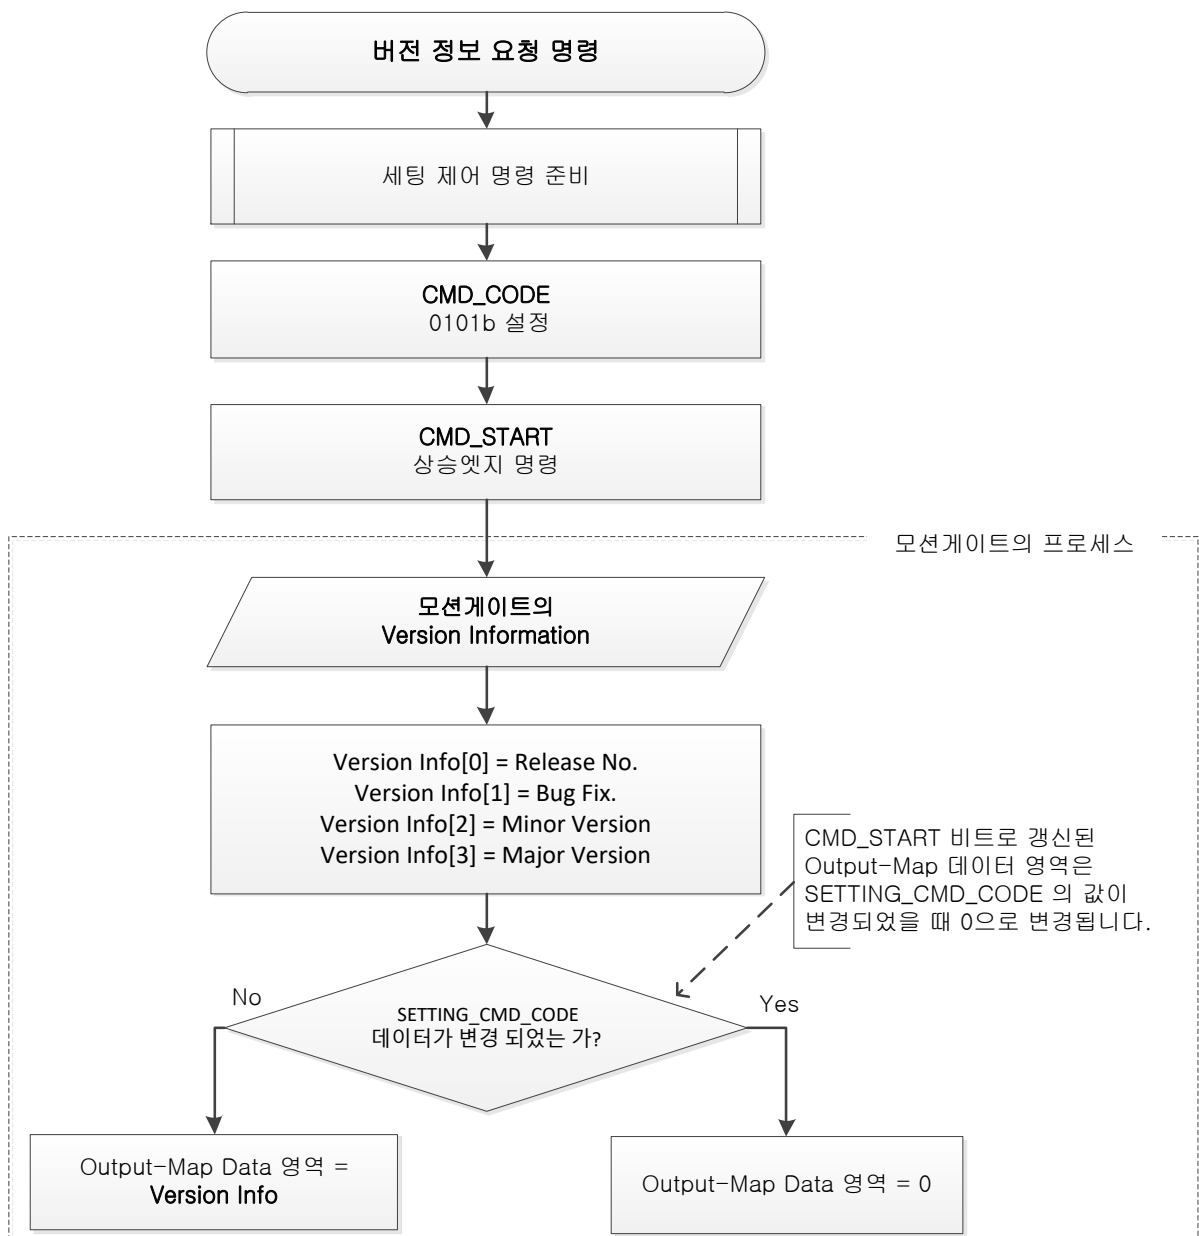 버전 정보 요청 명령
세팅 제어 명령 준비
CMD_CODE
0101b 설정
CMD_START
상승엣지 명령
모션게이트의 프로세스
모션게이트의
Version Information
Version Info[0] = Release No.
Version Info[1] = Bug Fix.
Version Info[2] = Minor Version
Version Info[3] = Major Version
CMD_START 비트로 갱신된
Output-Map 데이터 영역은
SETTING_CMD_CODE 의 값이
변경되었을 때 0으로 변경됩니다.
No
SETTING_CMD_CODE
데이터가 변경 되었는 가?
Yes
Output-Map Data 영역 =
Version Info
Output-Map Data 영역 = 0